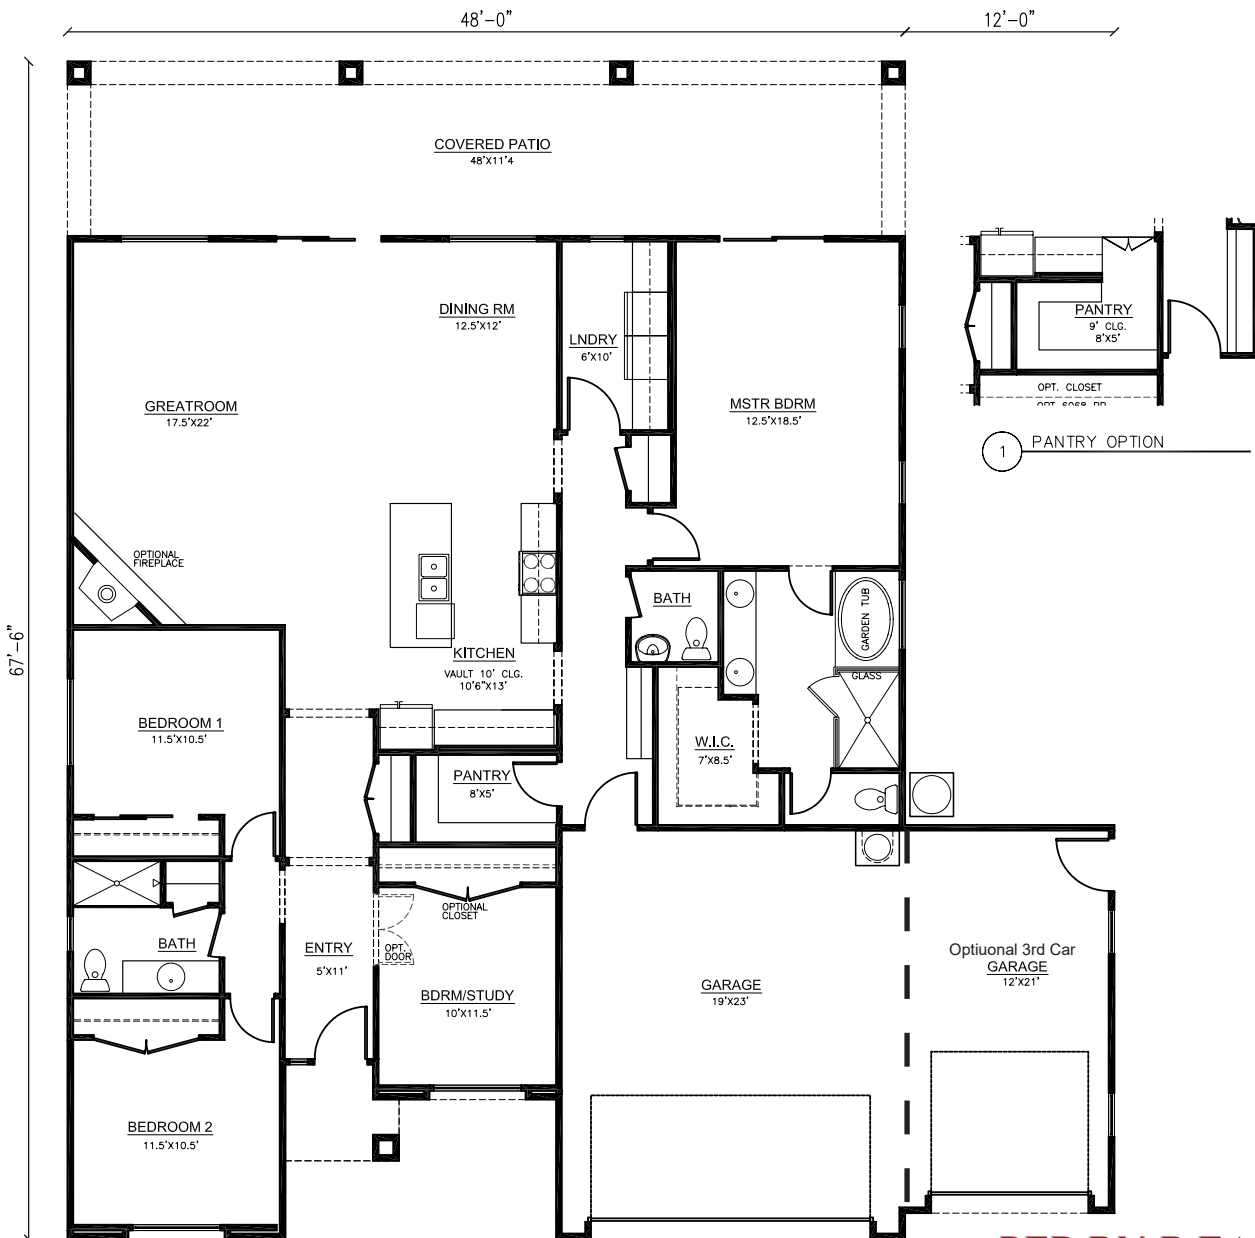 48'-0"
12'-0"
67'-6"
COVERED PATIO
48'X11'4
DINING RM
12.5'X12'
LNDRY
6'X10'
GREATROOM
17.5'X22'
MSTR BDRM
12.5'X18.5'
PANTRY
9' CLG.
8'X5'
OPT. CLOSET
1 PANTRY OPTION
OPTIONAL
FIREPLACE
BATH
GARDEN TUB
GLASS
KITCHEN
VAULT 10' CLG.
10'6"X13'
BEDROOM 1
11.5'X10.5'
W.I.C.
7'X8.5'
PANTRY
8'X5'
OPTIONAL
CLOSET
BATH
ENTRY
5'X11'
OPT.
DOOR
BDRM/STUDY
10'X11.5'
GARAGE
19'X23'
Optiuonal 3rd Car
GARAGE
12'X21'
BEDROOM 2
11.5'X10.5'